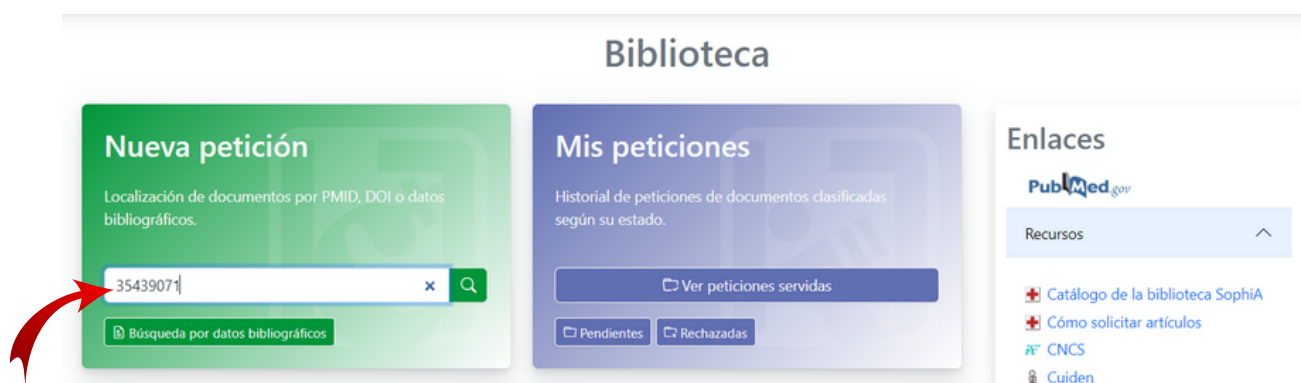 Biblioteca
Nueva petición
Localización de documentos por PMID, DOI o datos
bibliográficos.
35439071
Búsqueda por datos bibliográficos
Mis peticiones
Historial de peticiones de documentos clasificadas
según su estado.
Ver peticiones servidas
Pendientes
Rechazadas
Enlaces
PubMed.gov
Recursos
Catálogo de la biblioteca SophiA
Cómo solicitar artículos
CNCS
Cuiden